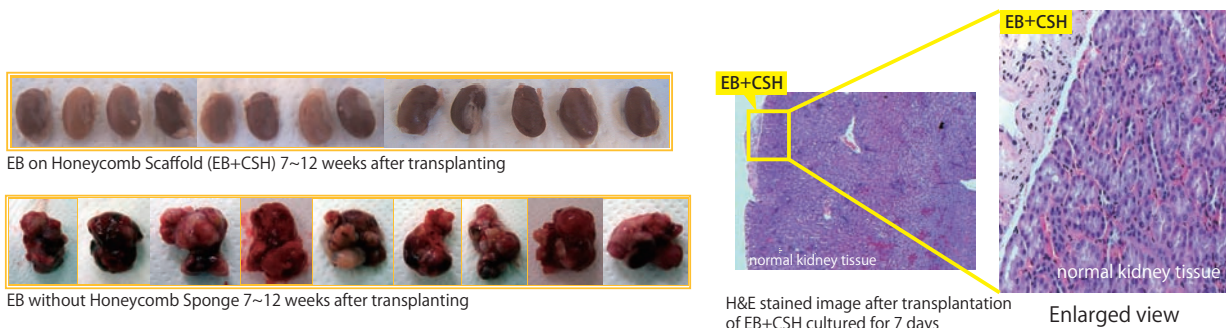 EB on Honeycomb Scaffold (EB+CSH) 7~12 weeks after transplanting
EB without Honeycomb Sponge 7~12 weeks after transplanting
EB+CSH
normal kidney tissue
H&E stained image after transplantation
of EB+CSH cultured for 7 days
EB+CSH
normal kidney tissue
Enlarged view